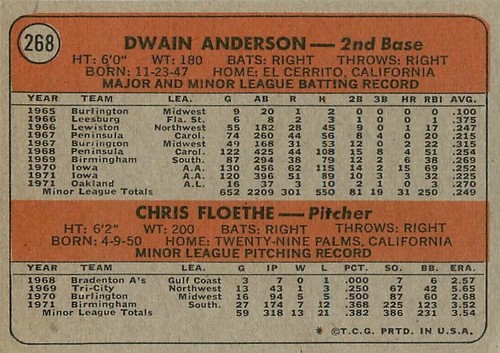 268
DWAIN ANDERSON — 2nd Base
HT: 6'0" WT: 180 BATS: RIGHT THROWS: RIGHT
BORN: 11-23-47 HOME: EL CERRITO, CALIFORNIA
MAJOR AND MINOR LEAGUE BATTING RECORD
YEAR TEAM LEA. G AB R H 2B 3B HR RBI AVG.
1965 Burlington Midwest 9 20 1 2 0 0 0 0 .100
1966 Leesburg Fla. St. 6 8 2 3 0 0 0 1 .375
1966 Lewiston Northwest 55 182 28 45 9 0 1 17 .247
1967 Peninsula Carol. 74 260 44 56 8 4 0 20 .215
1967 Burlington Midwest 49 168 31 53 12 0 2 22 .315
1968 Peninsula Carol. 122 425 44 108 15 8 4 51 .254
1969 Birmingham South. 87 294 38 79 12 2 6 38 .269
1970 Iowa A.A. 130 456 62 115 14 2 15 69 .252
1971 Iowa A.A. 120 396 51 89 10 3 3 32 .225
1971 Oakland A.L. 16 37 3 10 2 1 0 3 .270
Minor League Totals 652 2209 301 550 81 19 31 250 .249
CHRIS FLOETHE — Pitcher
HT: 6'2" WT: 200 BATS: RIGHT THROWS: RIGHT
BORN: 4-9-50 HOME: TWENTY-NINE PALMS, CALIFORNIA
MINOR LEAGUE PITCHING RECORD
YEAR TEAM LEA. G IP W L PCT. SO. BB. ERA.
1968 Bradenton A's Gulf Coast 3 7 0 1 .000 7 6 2.57
1969 Tri-City Northwest 13 43 1 3 .250 67 42 5.65
1970 Burlington Midwest 16 94 5 5 .500 87 60 2.68
1971 Birmingham South. 27 174 7 12 .368 225 123 3.52
Minor League Totals 59 318 13 21 .382 386 231 3.54
* ©T.C.G. PRTD. IN U.S.A.